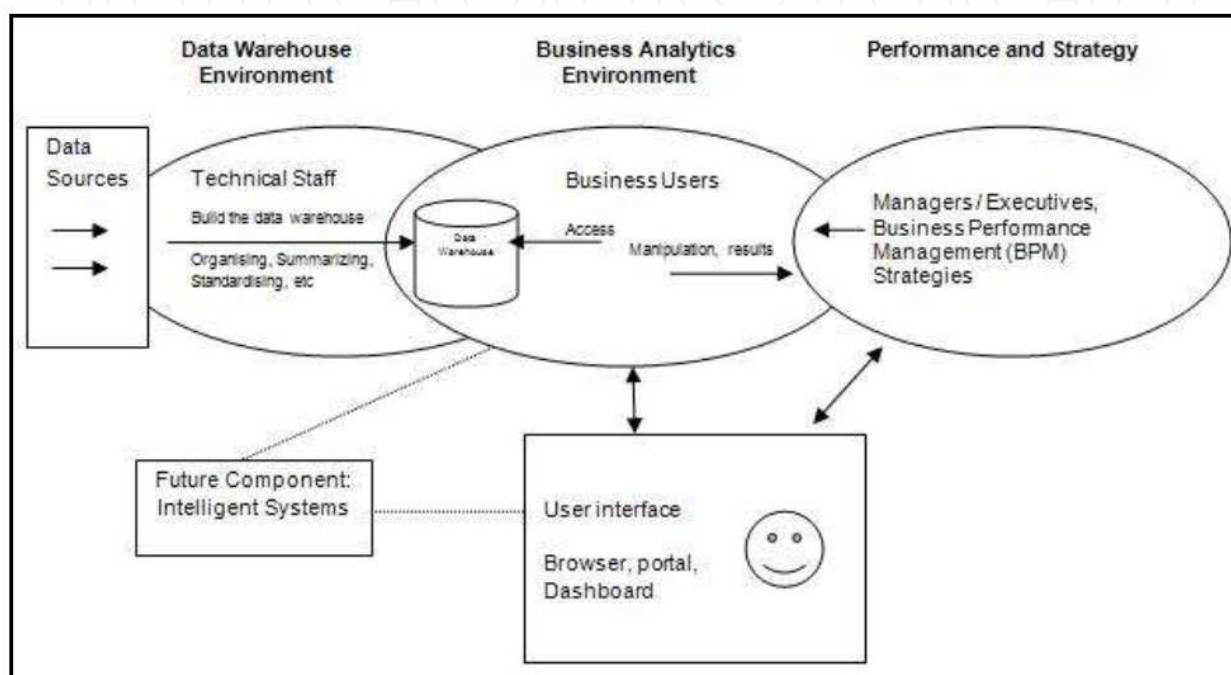 Data Warehouse
Environment
Business Analytics
Environment
Performance and Strategy
Data
Sources
Technical Staff
Build the data warehouse
Organising, Summarizing,
Standardising, etc
Data
Warehouse
Business Users
Access
Manipulation, results
Managers / Executives,
Business Performance
Management (BPM)
Strategies
Future Component:
Intelligent Systems
User interface
Browser, portal,
Dashboard